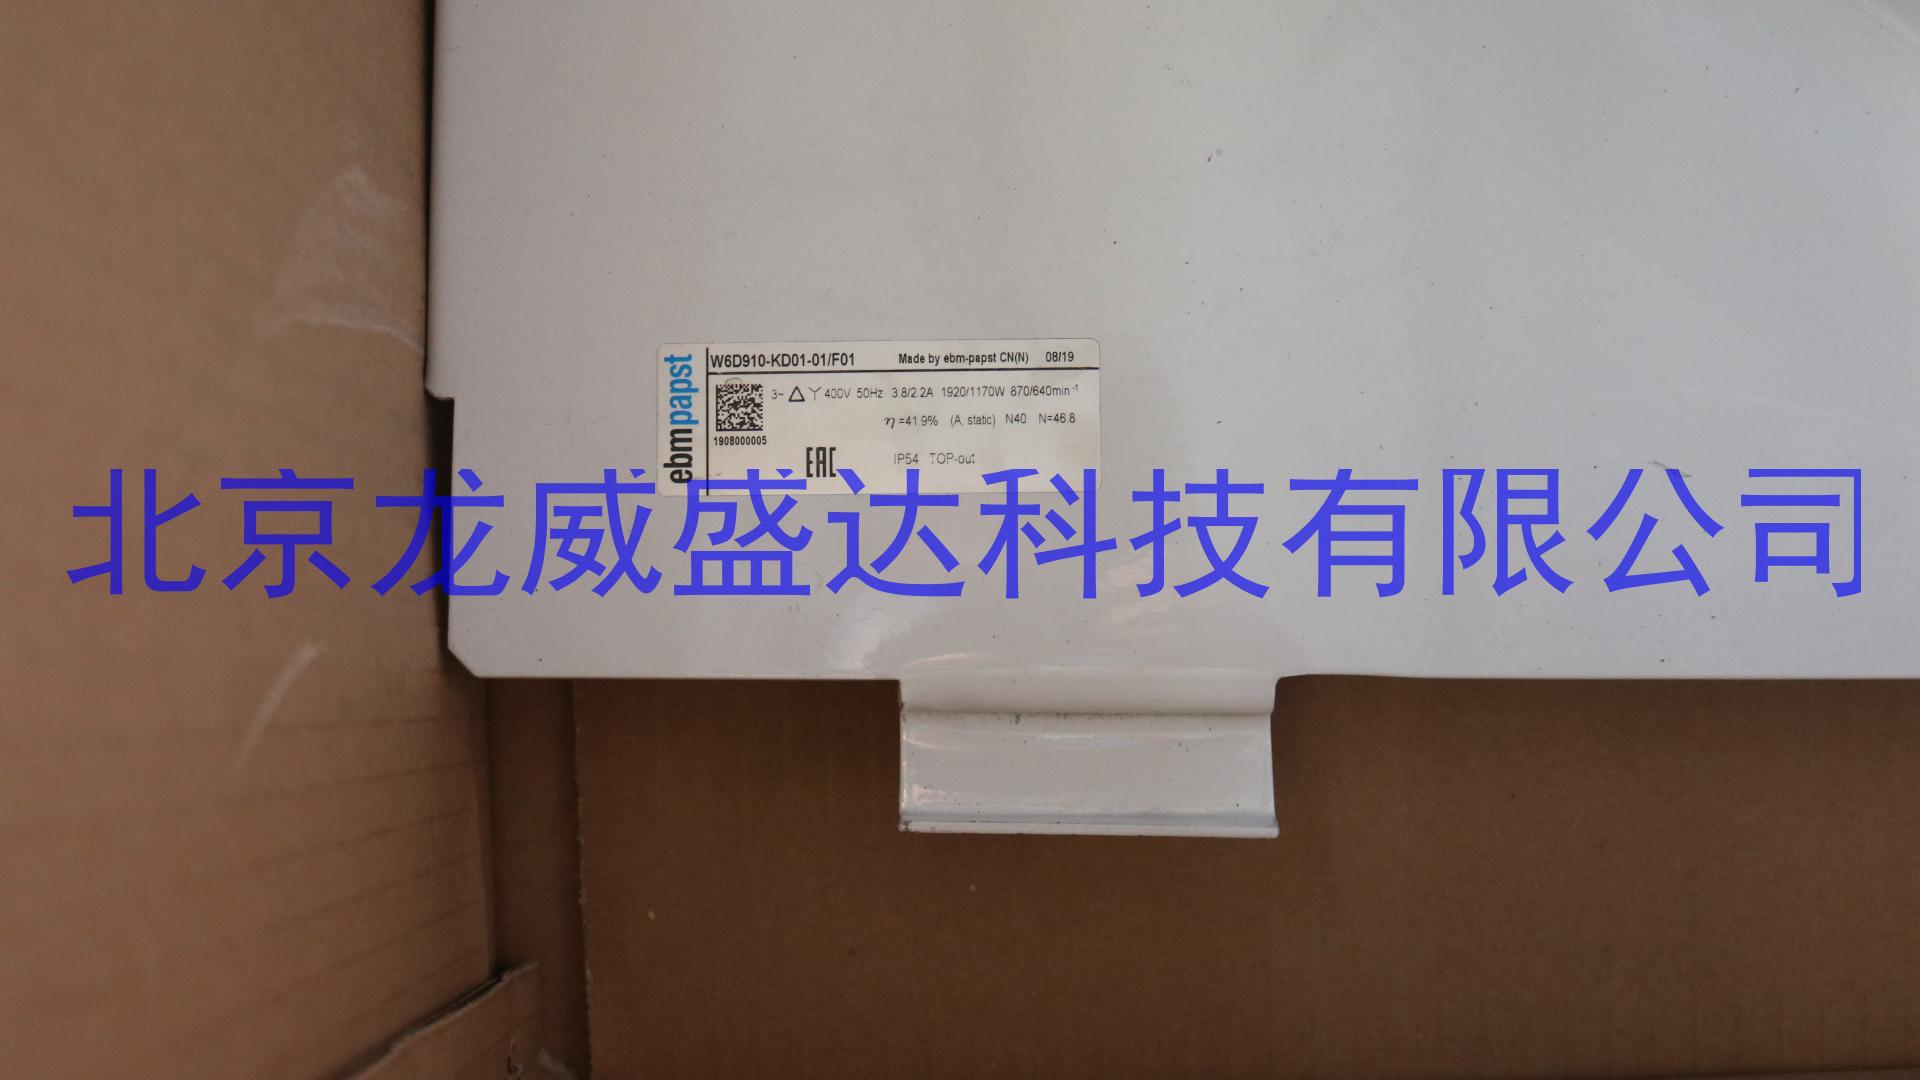 W6D910-KD01-01/F01 Made by ebm-papst CN(N) 08/19
ebmpapst
3~ △ Y 400V 50Hz 3.8/2.2A 1920/1170W 870/640min⁻¹
η =41.9% (A, static) N40 N=46.8
1908000005
EAC IP54 TOP-out
北京龙威盛达科技有限公司